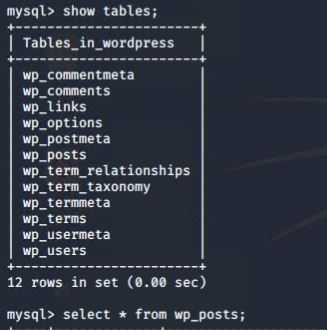 mysql> show tables;
+-----------------------+
| Tables_in_wordpress   |
+-----------------------+
| wp_commentmeta        |
| wp_comments           |
| wp_links              |
| wp_options            |
| wp_postmeta           |
| wp_posts              |
| wp_term_relationships |
| wp_term_taxonomy      |
| wp_termmeta           |
| wp_terms              |
| wp_usermeta           |
| wp_users              |
+-----------------------+
12 rows in set (0.00 sec)
mysql> select * from wp_posts;